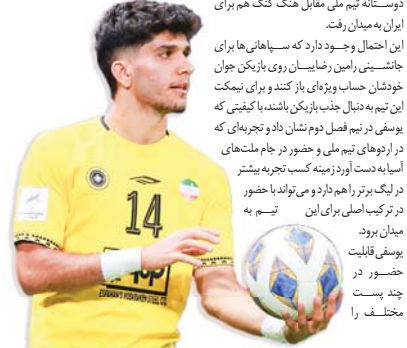 دوستانه تیم ملی مقابل هنگ کنگ هم برای
ایران به میدان رفت.
این احتمال وجود دارد که سپاهانی‌ها برای
جانشینی رامین رضاییان روی بازیکن جوان
خودشان حساب ویژه‌ای باز کنند و برای نیمکت
این تیم به دنبال جذب بازیکن باشند، با کیفیتی که
یوسفی در نیم فصل دوم نشان داد و تجربه‌ای که
در اردوهای تیم ملی و حضور در جام ملت‌های
آسیا به دست آورد زمینه کسب تجربه بیشتر
در لیگ برتر را هم دارد و می‌تواند با حضور
در ترکیب اصلی برای این تیم به
میدان برود.
یوسفی قابلیت
حضور در
چند پست
مختلف را
14
ESFAHAN'S MOBARAKEH STEEL CO